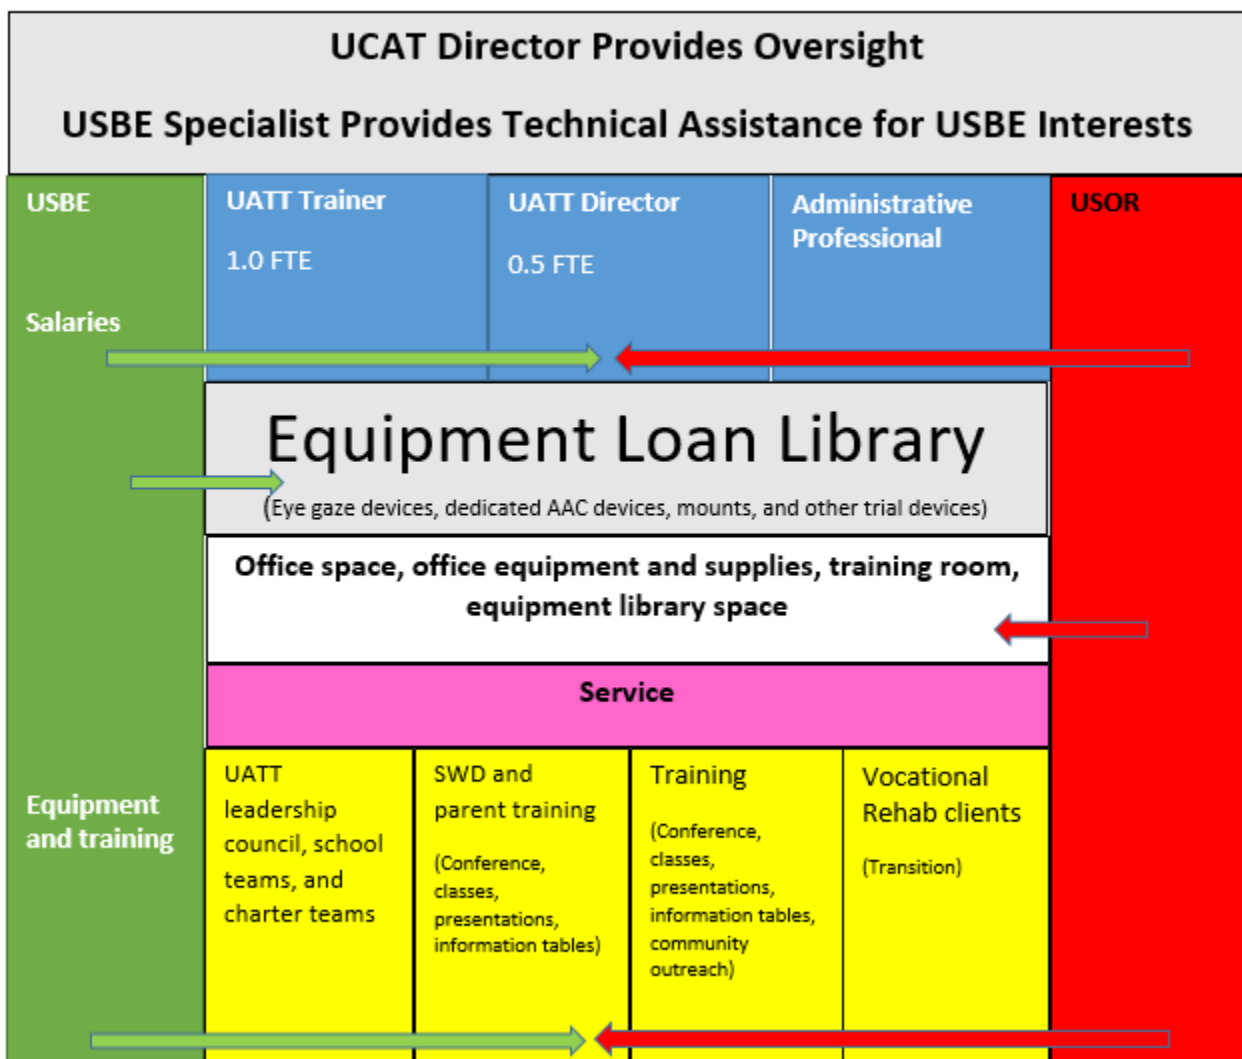 UCAT Director Provides Oversight
USBE Specialist Provides Technical Assistance for USBE Interests
USBE
Salaries
Equipment
and training
UATT Trainer
1.0 FTE
UATT Director
0.5 FTE
Administrative
Professional
USOR
Equipment Loan Library
(Eye gaze devices, dedicated AAC devices, mounts, and other trial devices)
Office space, office equipment and supplies, training room,
equipment library space
Service
UATT
leadership
council, school
teams, and
charter teams
SWD and
parent training
(Conference,
classes,
presentations,
information tables)
Training
(Conference,
classes,
presentations,
information tables,
community
outreach)
Vocational
Rehab clients
(Transition)